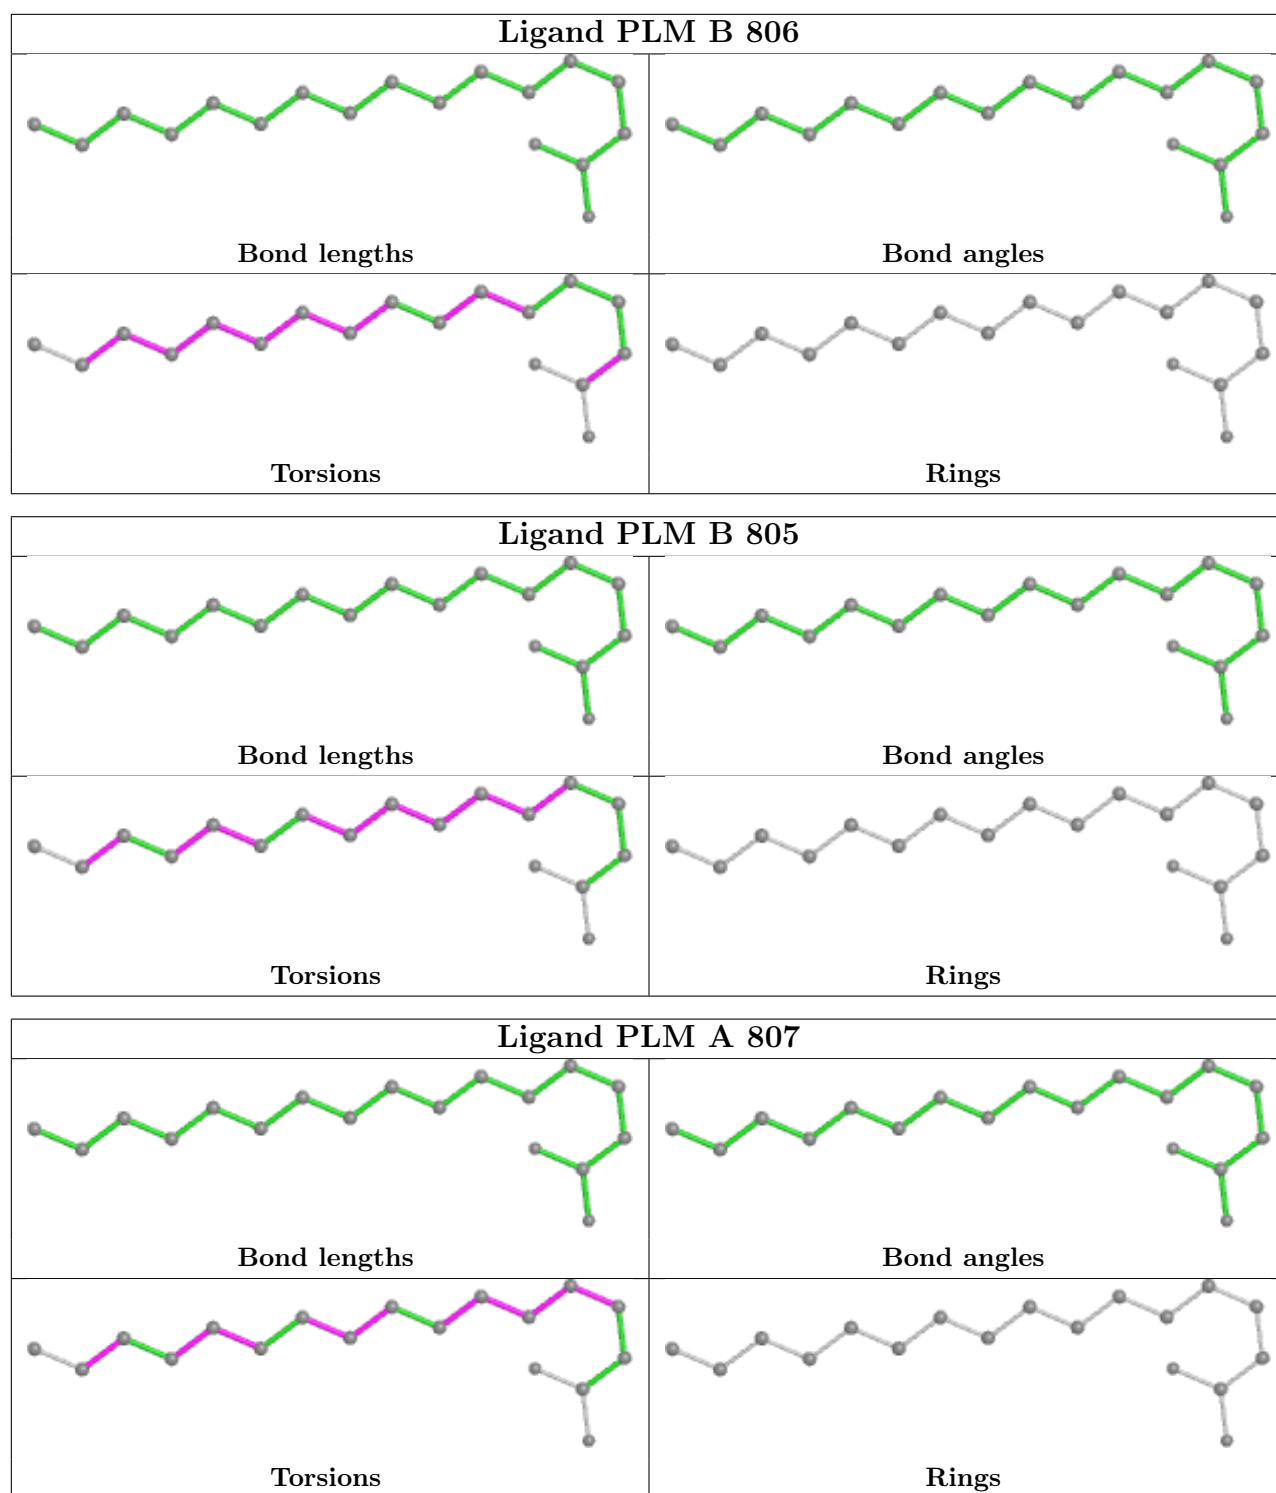 Ligand PLM B 806
Bond lengths
Bond angles
Torsions
Rings
Ligand PLM B 805
Bond lengths
Bond angles
Torsions
Rings
Ligand PLM A 807
Bond lengths
Bond angles
Torsions
Rings